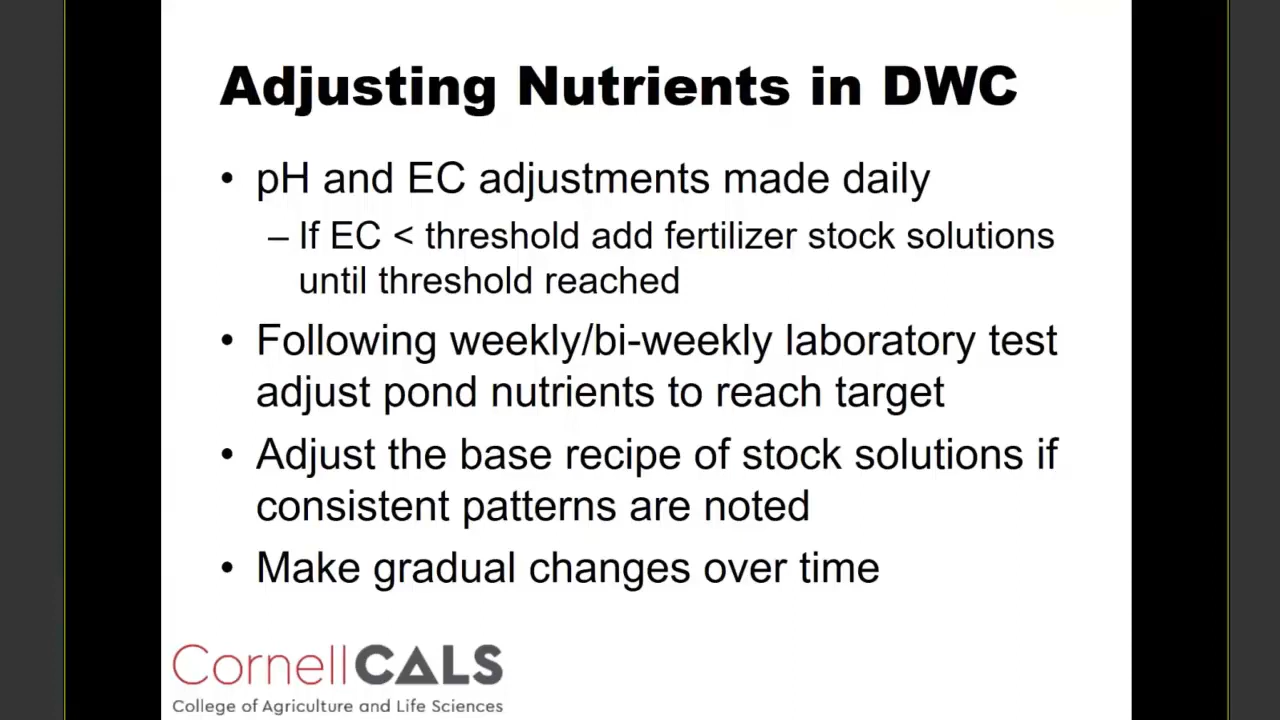 Adjusting Nutrients in DWC
• pH and EC adjustments made daily
– If EC < threshold add fertilizer stock solutions
until threshold reached
• Following weekly/bi-weekly laboratory test
adjust pond nutrients to reach target
• Adjust the base recipe of stock solutions if
consistent patterns are noted
• Make gradual changes over time
CornellCALS
College of Agriculture and Life Sciences